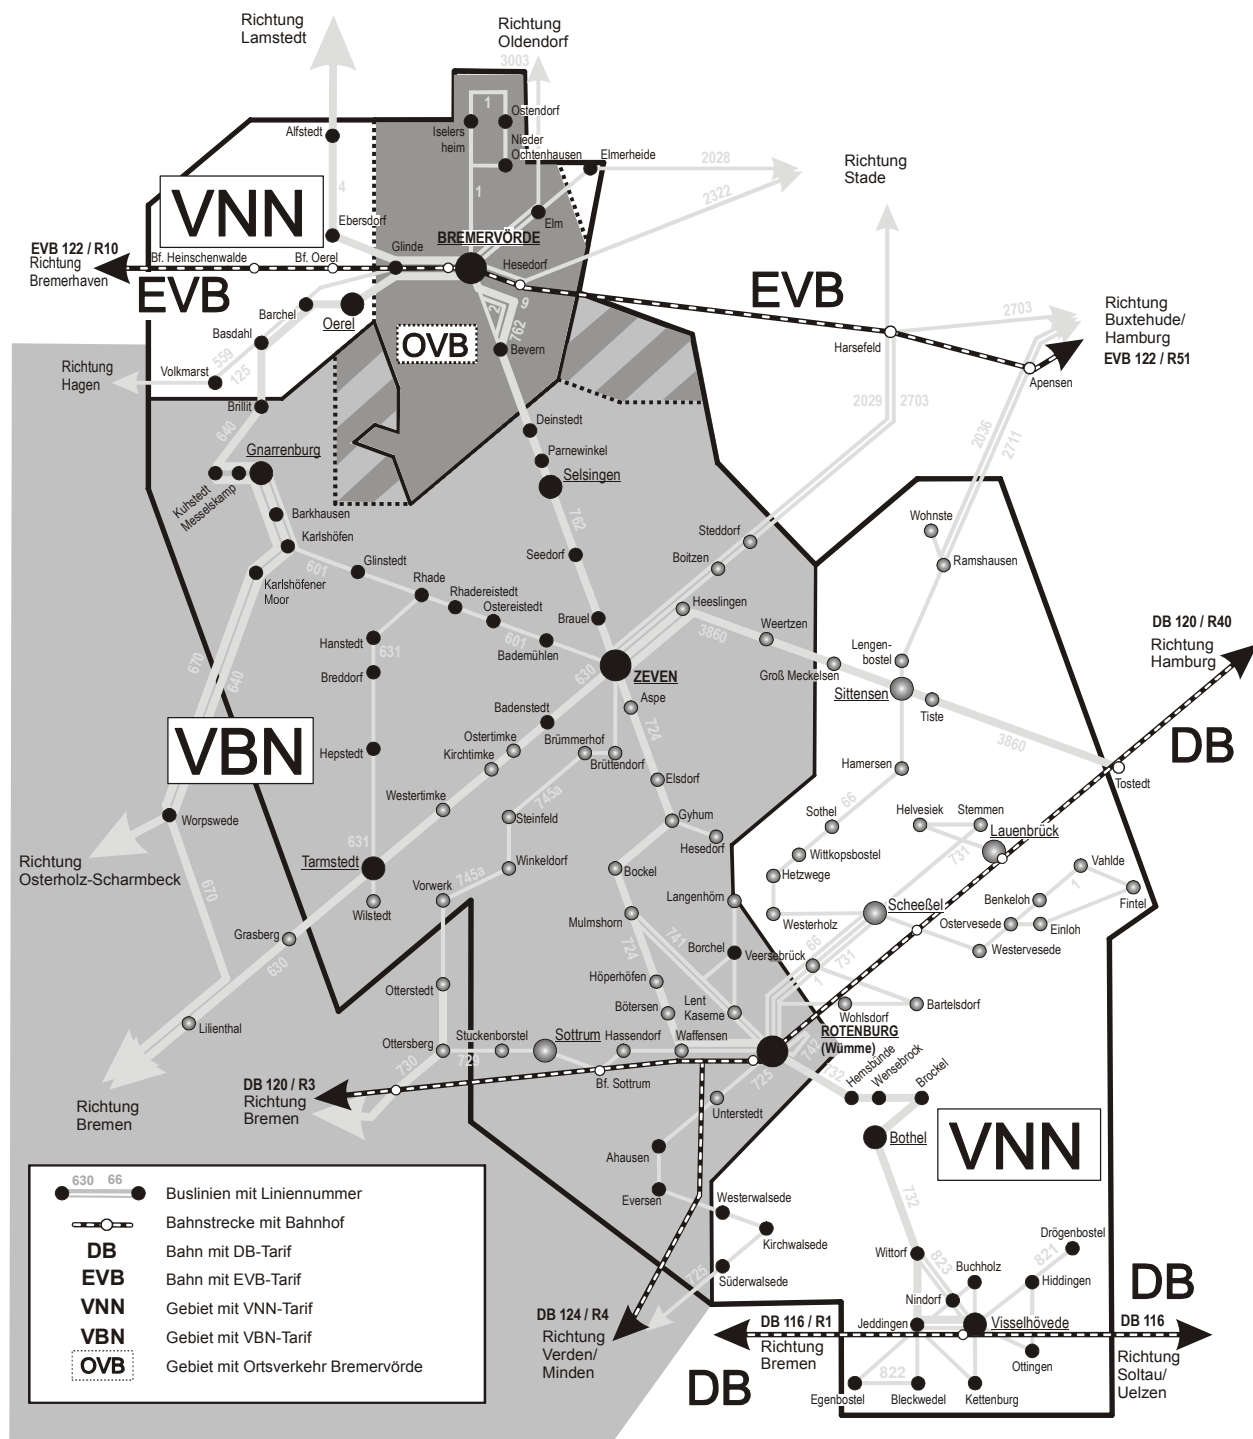 Richtung
Lamstedt
Richtung
Oldendorf
3003
1
Ostendorf
Iselers
heim
Nieder
Ochtenhausen
Alfstedt
Elmerheide
2028
2322
Richtung
Stade
4
1
VNN
Ebersdorf
Elm
BREMERVÖRDE
EVB 122 / R10
Richtung
Bremerhaven
Bf. Heinschenwalde
Bf. Oerel
Glinde
Hesedorf
EVB
EVB
Barchel
Oerel
2
9
762
OVB
Bevern
Harsefeld
2703
Richtung
Buxtehude/
Hamburg
EVB 122 / R51
Apensen
Basdahl
559
125
Richtung
Hagen
Volkmarst
Brillit
2029
2703
640
Deinstedt
2036
2711
Gnarrenburg
Parnewinkel
Selsingen
Kuhstedt
Messelskamp
Barkhausen
762
Karlshöfen
Steddorf
Wohnste
Glinstedt
601
Seedorf
Boitzen
Ramshausen
Karlshöfener
Moor
Rhade
Rhadereistedt
Ostereistedt
Brauel
Heeslingen
3860
Weertzen
DB 120 / R40
Richtung
Hamburg
Hanstedt
631
601
Bademühlen
Lengen-
bostel
670
640
Breddorf
630
ZEVEN
Groß Meckelsen
Sittensen
Aspe
Tiste
Badenstedt
724
VBN
Hepstedt
Ostertimke
Kirchtimke
Brümmerhof
Brüttendorf
3860
DB
Hamersen
Tostedt
Elsdorf
Westertimke
745a
66
Worpswede
Steinfeld
Gyhum
Sothel
Helvesiek
Stemmen
Lauenbrück
631
Hesedorf
Richtung
Osterholz-Scharmbeck
Tarmstedt
Winkeldorf
Bockel
Wittkopsbostel
731
Vahlde
745a
Hetzwege
1
670
Vorwerk
Langenhörn
Benkeloh
Fintel
Wilstedt
Scheeßel
Mulmshorn
Westerholz
Ostervesede
Einloh
Grasberg
741
724
66
731
1
Borchel
Veersebrück
Westervesede
630
Otterstedt
Höperhöfen
Bötersen
Lent
Kaserne
Bartelsdorf
Wohlsdorf
Lilienthal
Ottersberg
Stuckenborstel
Sottrum
Hassendorf
Waffensen
ROTENBURG
(Wümme)
730
729
742
732
725
Hemsbünde
Wensebrock
Brockel
DB 120 / R3
Richtung
Bremen
Bf. Sottrum
Richtung
Bremen
Unterstedt
Bothel
VNN
Ahausen
630 66
Buslinien mit Liniennummer
Bahnstrecke mit Bahnhof
DB Bahn mit DB-Tarif
EVB Bahn mit EVB-Tarif
VNN Gebiet mit VNN-Tarif
VBN Gebiet mit VBN-Tarif
OVB Gebiet mit Ortsverkehr Bremervörde
Eversen
Westerwalsede
732
Kirchwalsede
Drögenbostel
Wittorf
823
821
Süderwalsede
725
Buchholz
Hiddingen
Nindorf
DB
DB 124 / R4
Richtung
Verden/
Minden
DB 116 / R1
Richtung
Bremen
Jeddingen
Visselhövede
DB 116
Richtung
Soltau/
Uelzen
Ottingen
DB
822
Egenbostel
Bleckwedel
Kettenburg